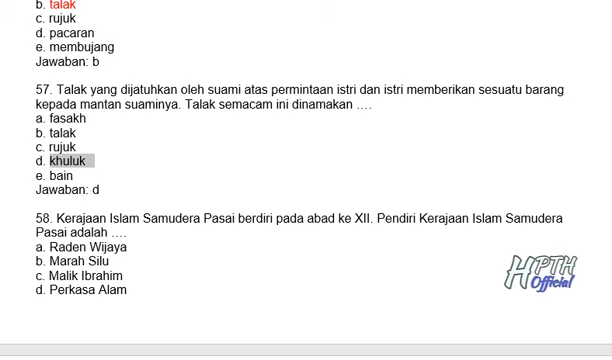 b. talak
c. rujuk
d. pacaran
e. membujang
Jawaban: b
57. Talak yang dijatuhkan oleh suami atas permintaan istri dan istri memberikan sesuatu barang
kepada mantan suaminya. Talak semacam ini dinamakan ….
a. fasakh
b. talak
c. rujuk
d. khuluk
e. bain
Jawaban: d
58. Kerajaan Islam Samudera Pasai berdiri pada abad ke XII. Pendiri Kerajaan Islam Samudera
Pasai adalah ….
a. Raden Wijaya
b. Marah Silu
c. Malik Ibrahim
d. Perkasa Alam
HPTH
Official